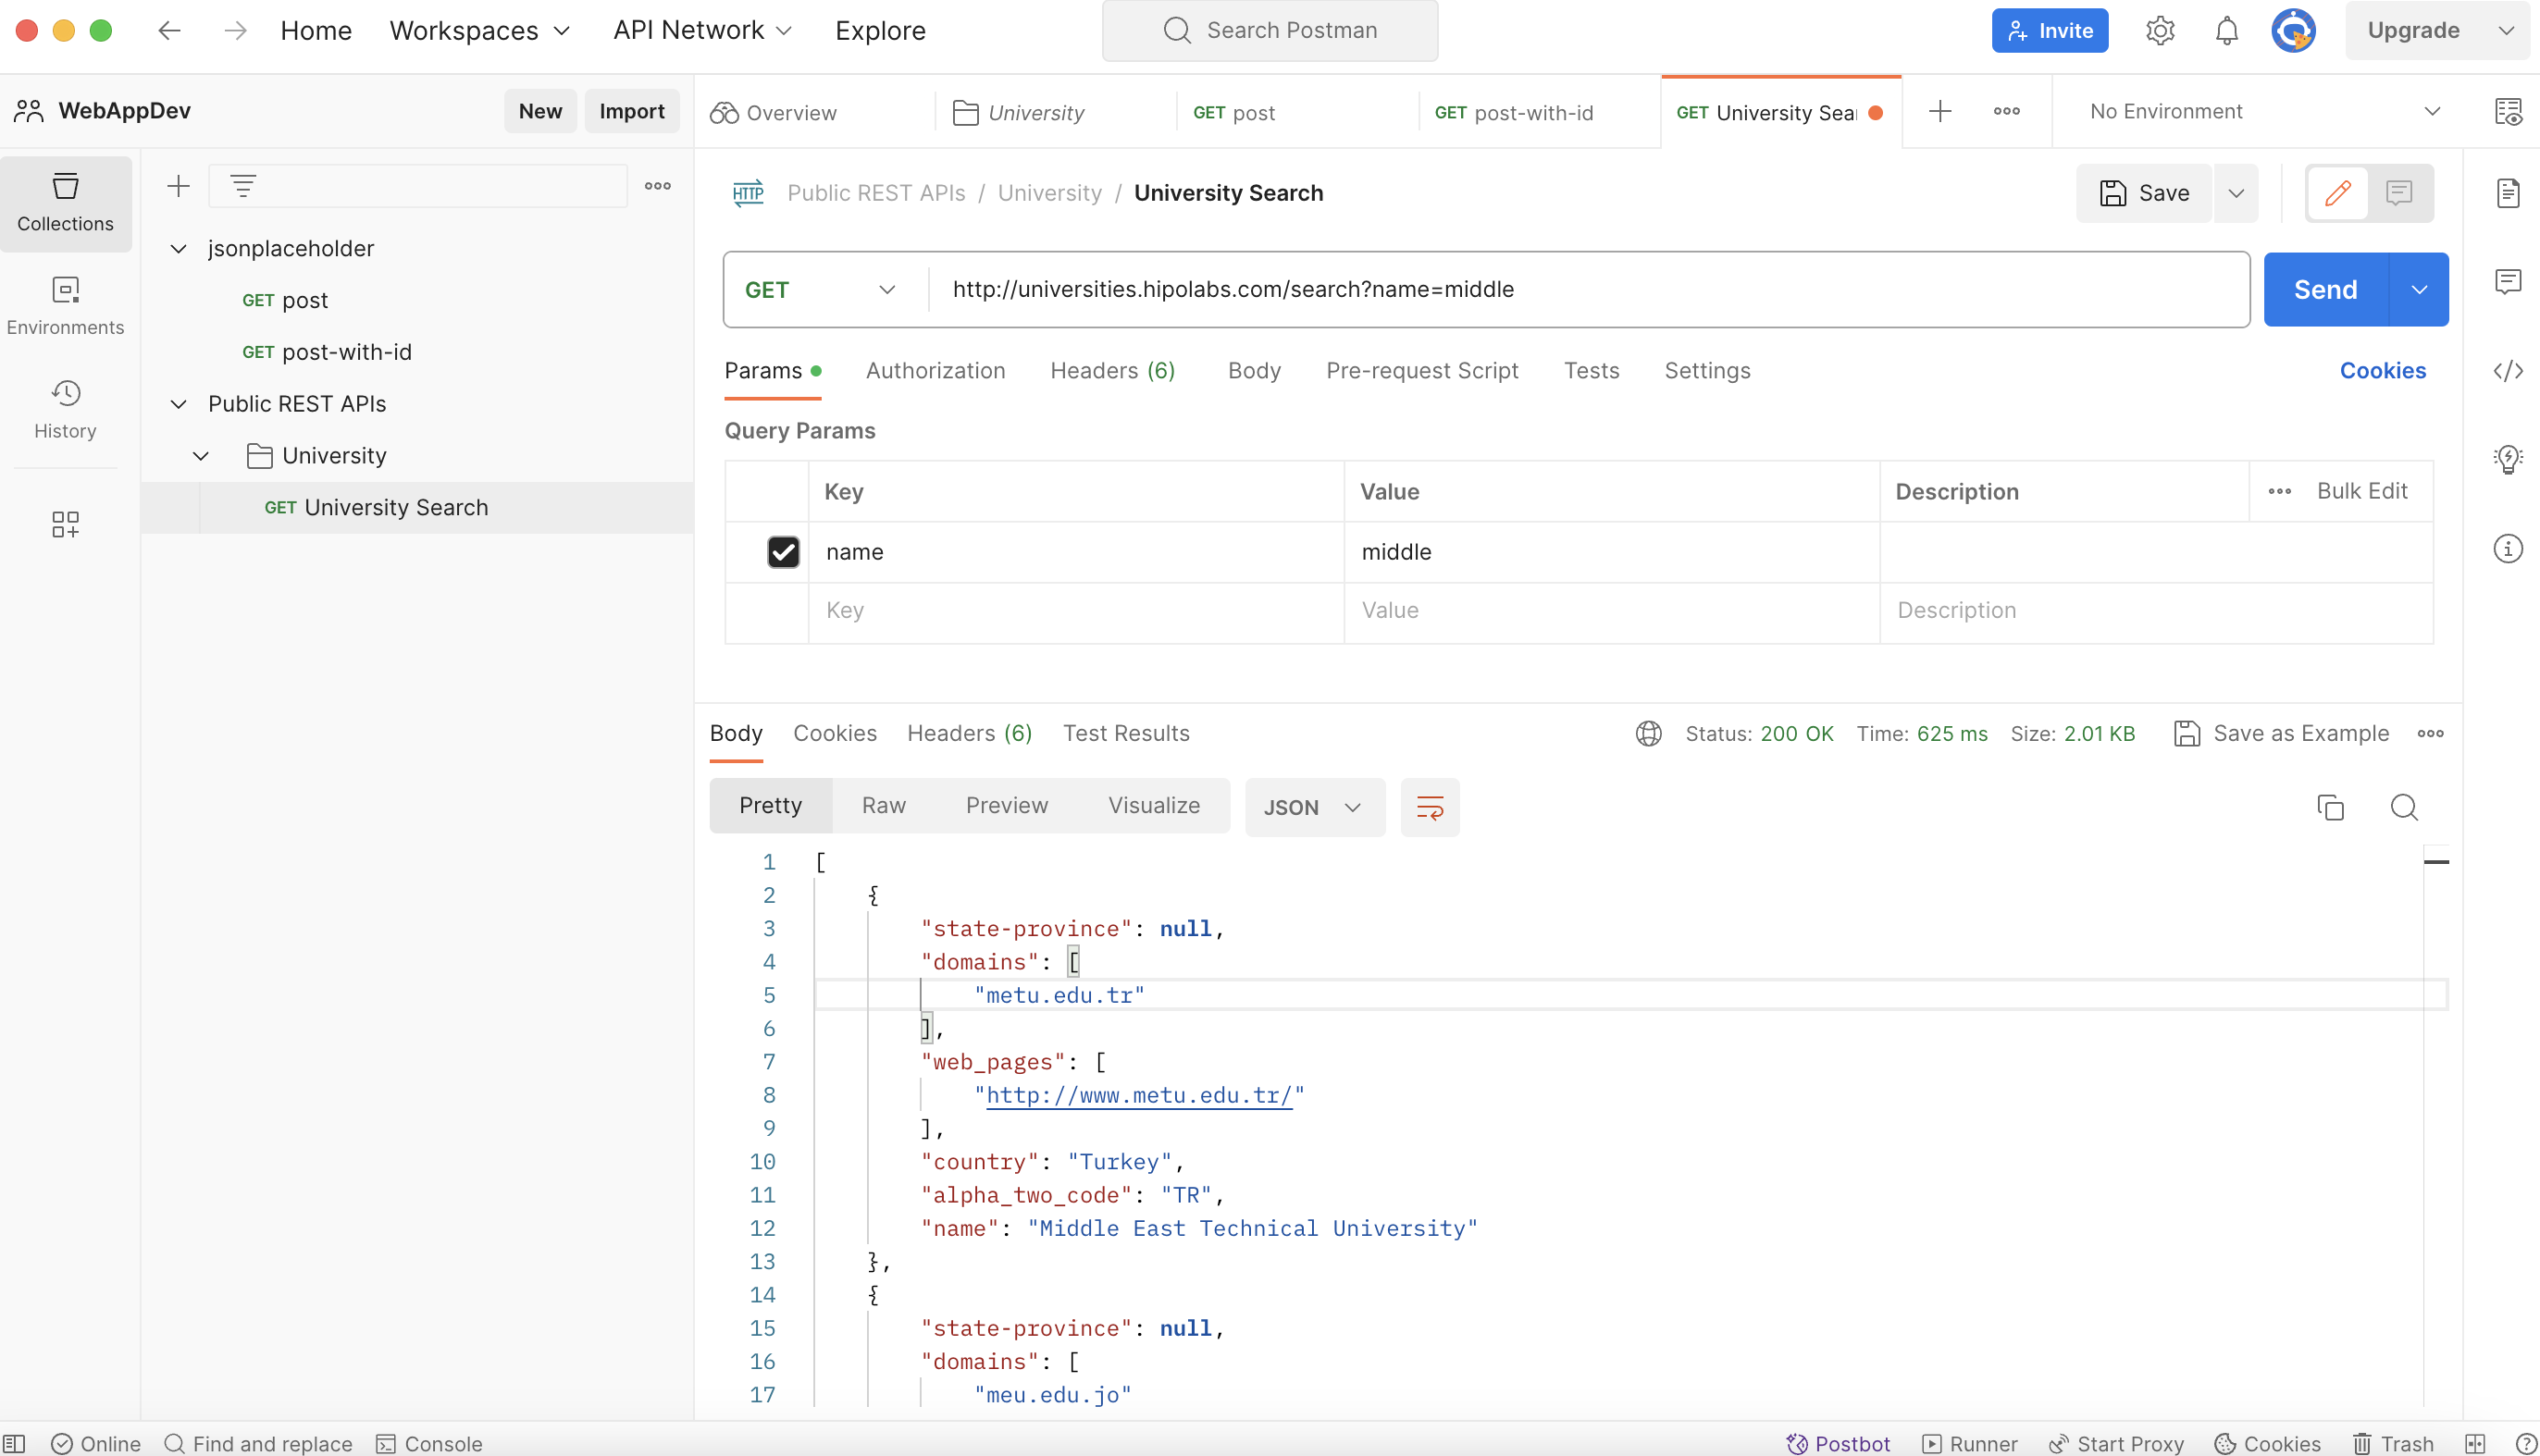 Home Workspaces API Network Explore Search Postman Invite Upgrade
WebAppDev New Import Overview University GET post GET post-with-id GET University Sea No Environment
Collections
Environments
History
jsonplaceholder
GET post
GET post-with-id
Public REST APIs
University
GET University Search
HTTP Public REST APIs / University / University Search Save
GET http://universities.hipolabs.com/search?name=middle Send
Params Authorization Headers (6) Body Pre-request Script Tests Settings Cookies
Query Params
Key Value Description Bulk Edit
name middle
Key Value Description
Body Cookies Headers (6) Test Results Status: 200 OK Time: 625 ms Size: 2.01 KB Save as Example
Pretty Raw Preview Visualize JSON
1 [
2 {
3 "state-province": null,
4 "domains": [
5 "metu.edu.tr"
6 ],
7 "web_pages": [
8 "http://www.metu.edu.tr/"
9 ],
10 "country": "Turkey",
11 "alpha_two_code": "TR",
12 "name": "Middle East Technical University"
13 },
14 {
15 "state-province": null,
16 "domains": [
17 "meu.edu.jo"
Online Find and replace Console Postbot Runner Start Proxy Cookies Trash